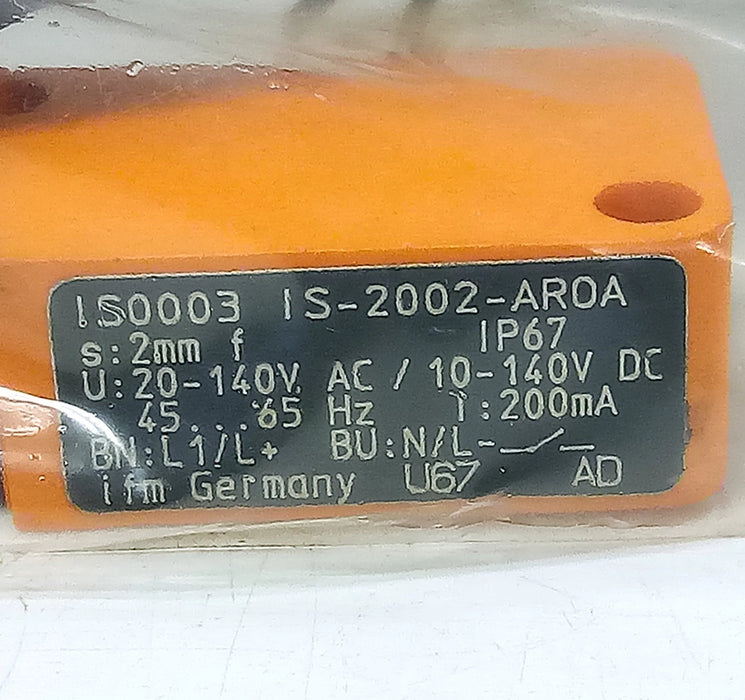 IS0003 IS-2002-AROA
s:2mm f IP67
U:20-140V AC / 10-140V DC
45...65 Hz I:200mA
BN:L1/L+ BU:N/L-
ifm Germany U67 AD